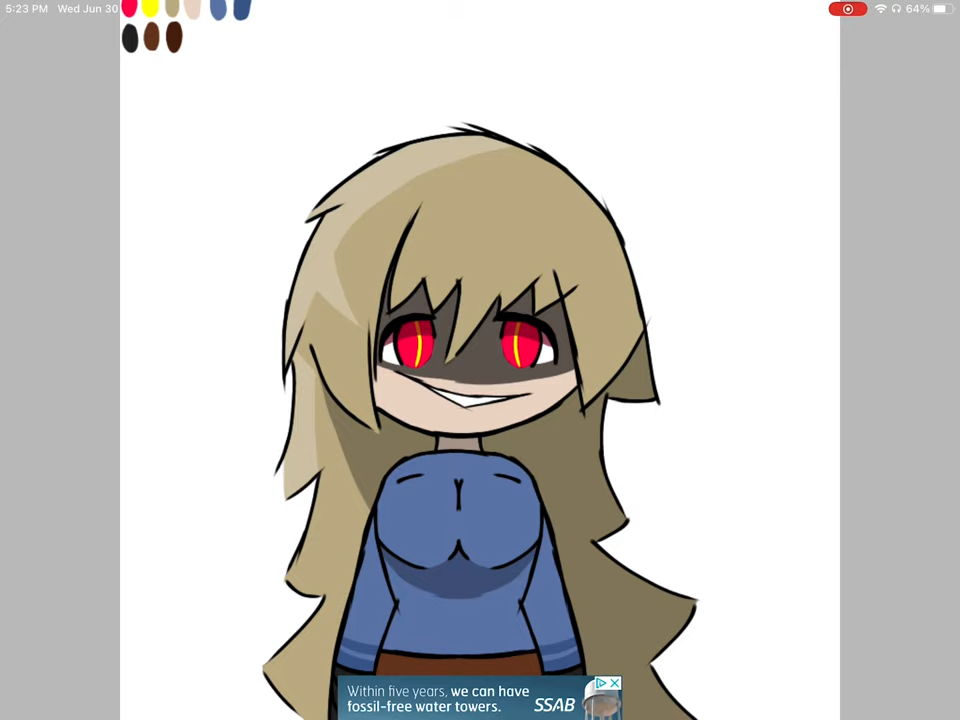 5:23 PM Wed Jun 30 64%
Within five years, we can have
fossil-free water towers.
SSAB